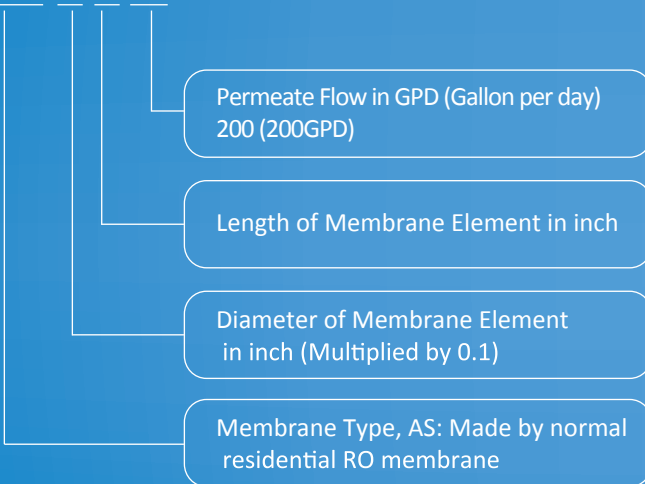 Permeate Flow in GPD (Gallon per day)
200 (200GPD)
Length of Membrane Element in inch
Diameter of Membrane Element
in inch (Multiplied by 0.1)
Membrane Type, AS: Made by normal
residential RO membrane